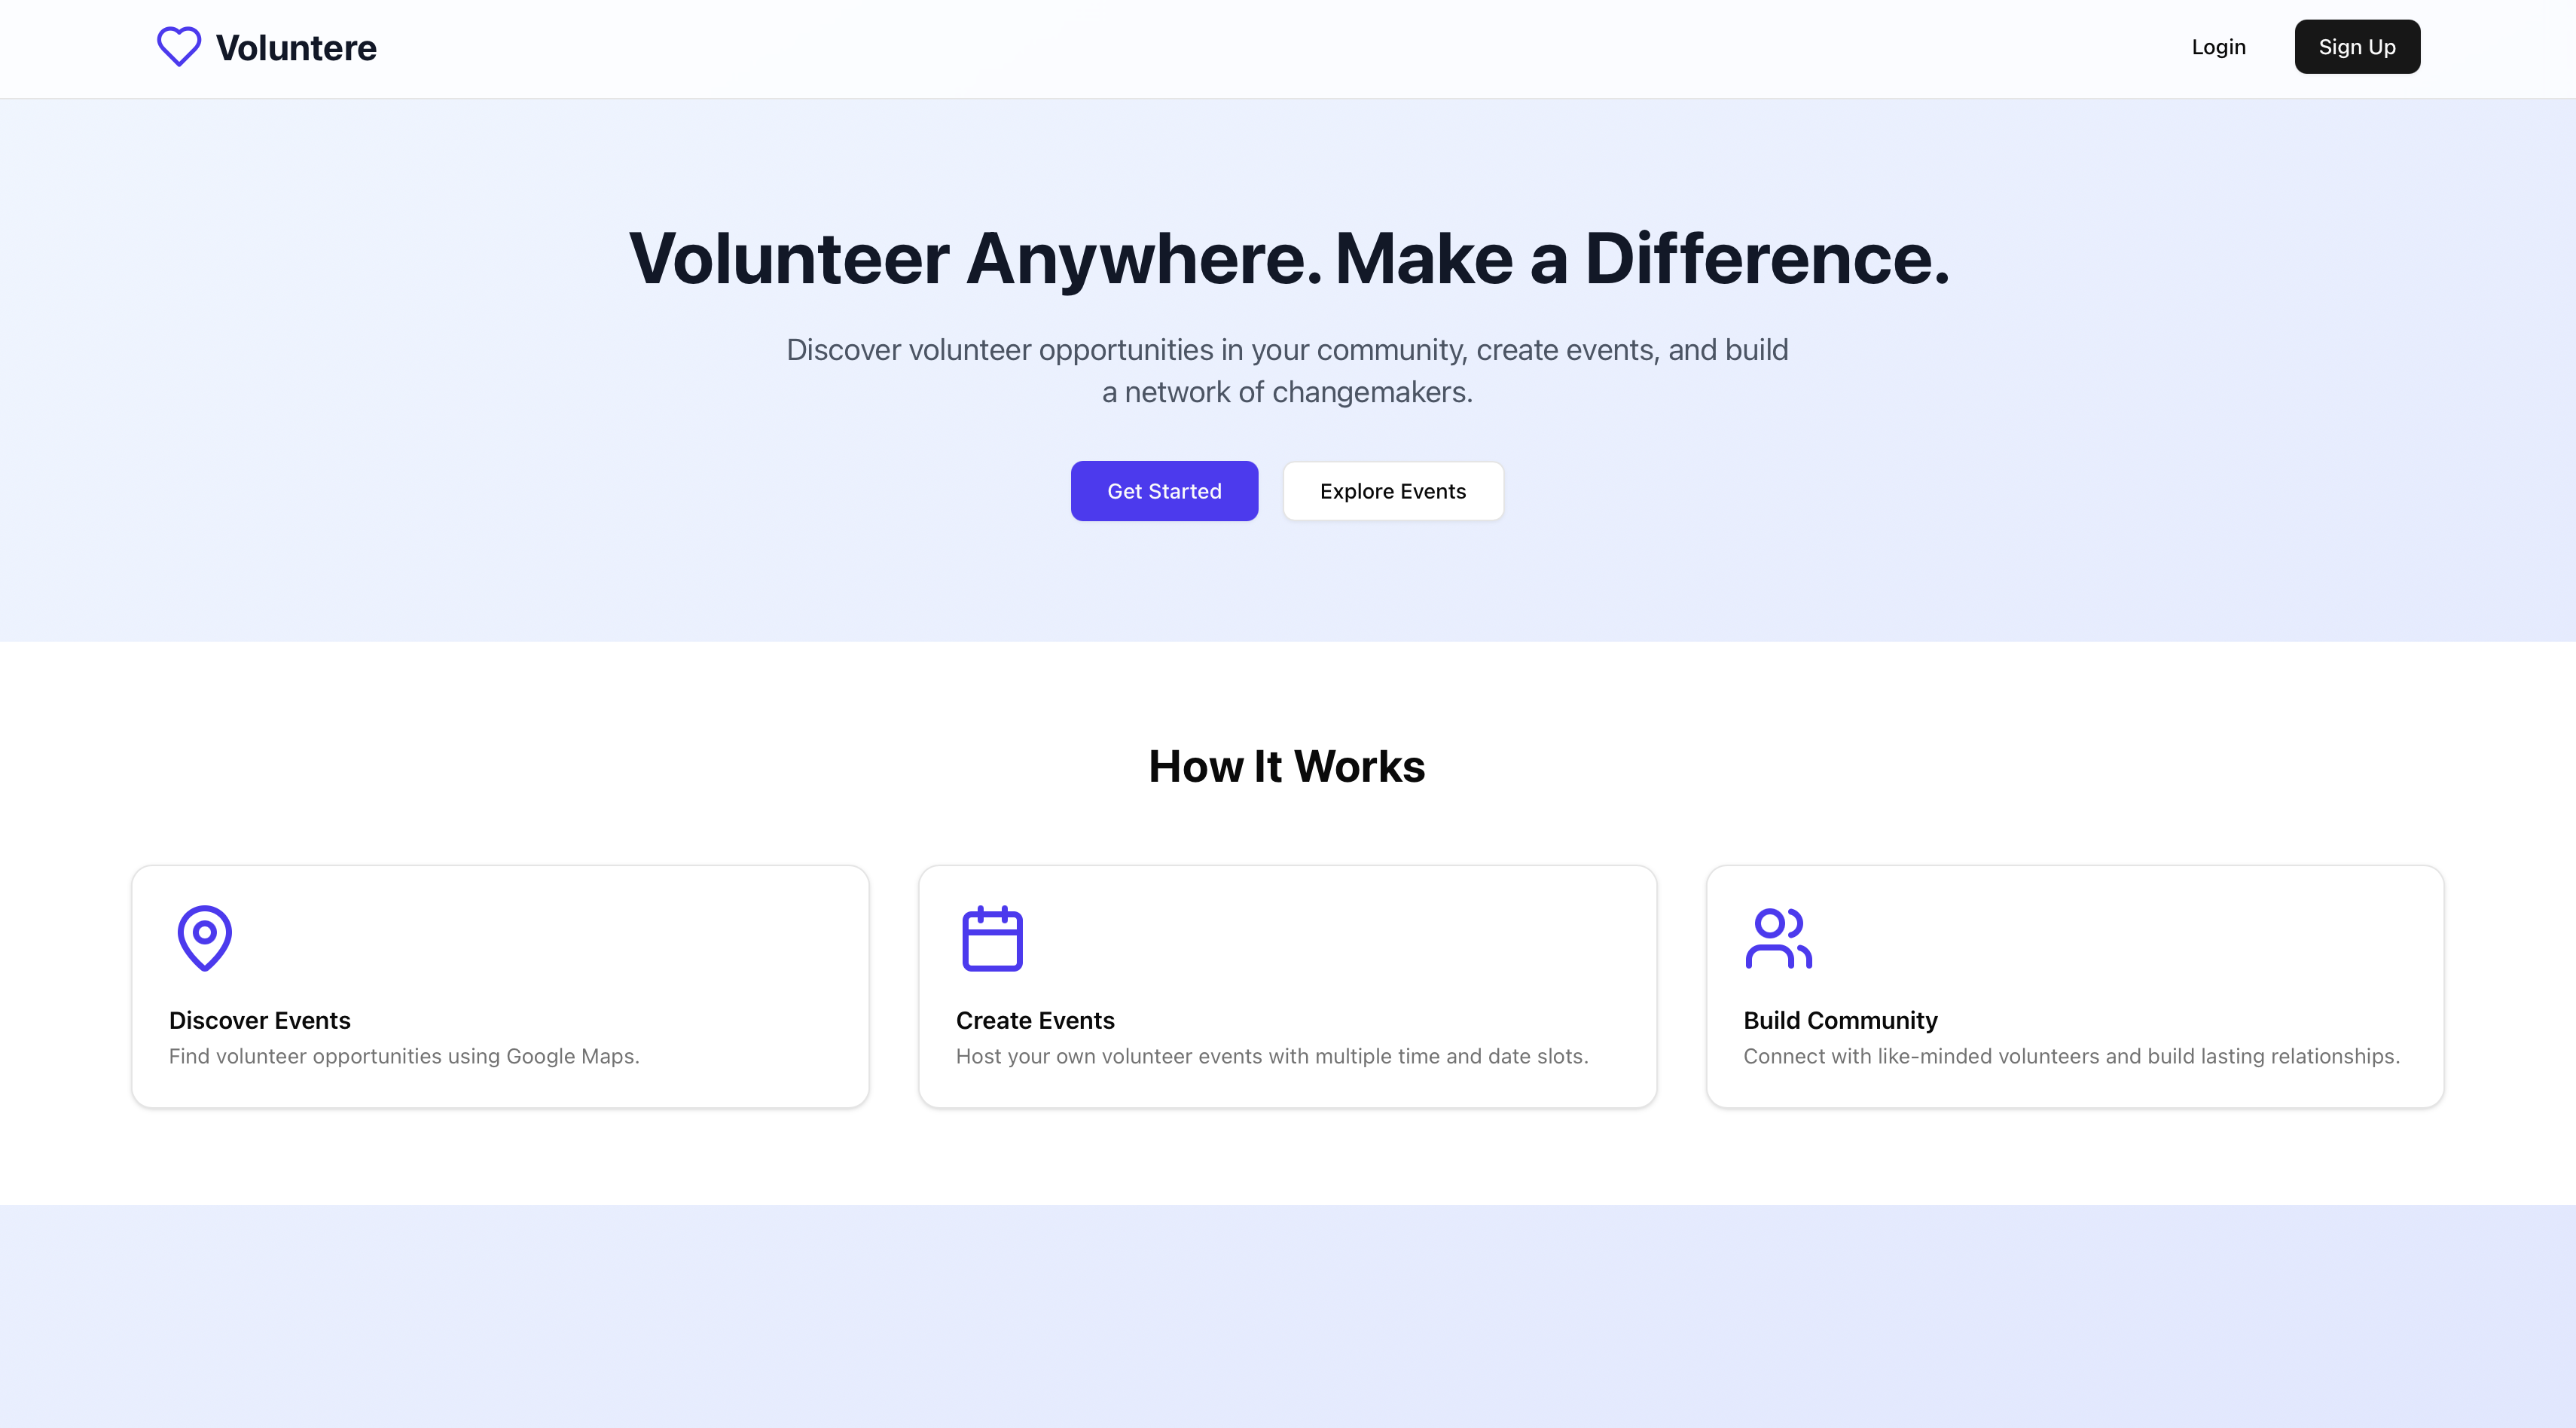 Voluntere
Login
Sign Up
Volunteer Anywhere. Make a Difference.
Discover volunteer opportunities in your community, create events, and build
a network of changemakers.
Get Started
Explore Events
How It Works
Discover Events
Find volunteer opportunities using Google Maps.
Create Events
Host your own volunteer events with multiple time and date slots.
Build Community
Connect with like-minded volunteers and build lasting relationships.